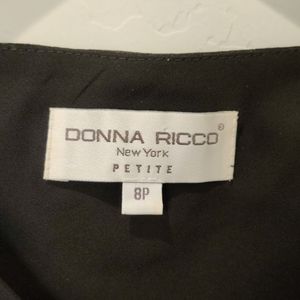 DONNA RICCO®
New York
PETITE
8P